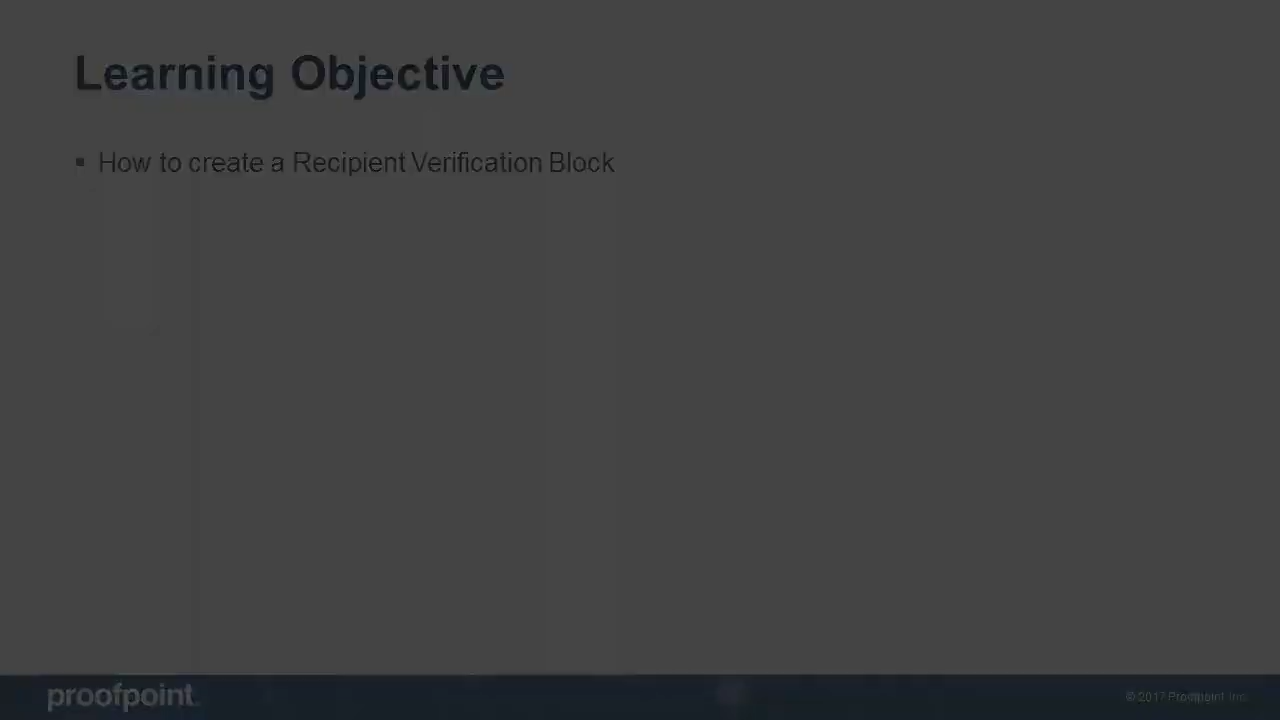 Learning Objective
▪ How to create a Recipient Verification Block
proofpoint
© 2017 Proofpoint Inc.